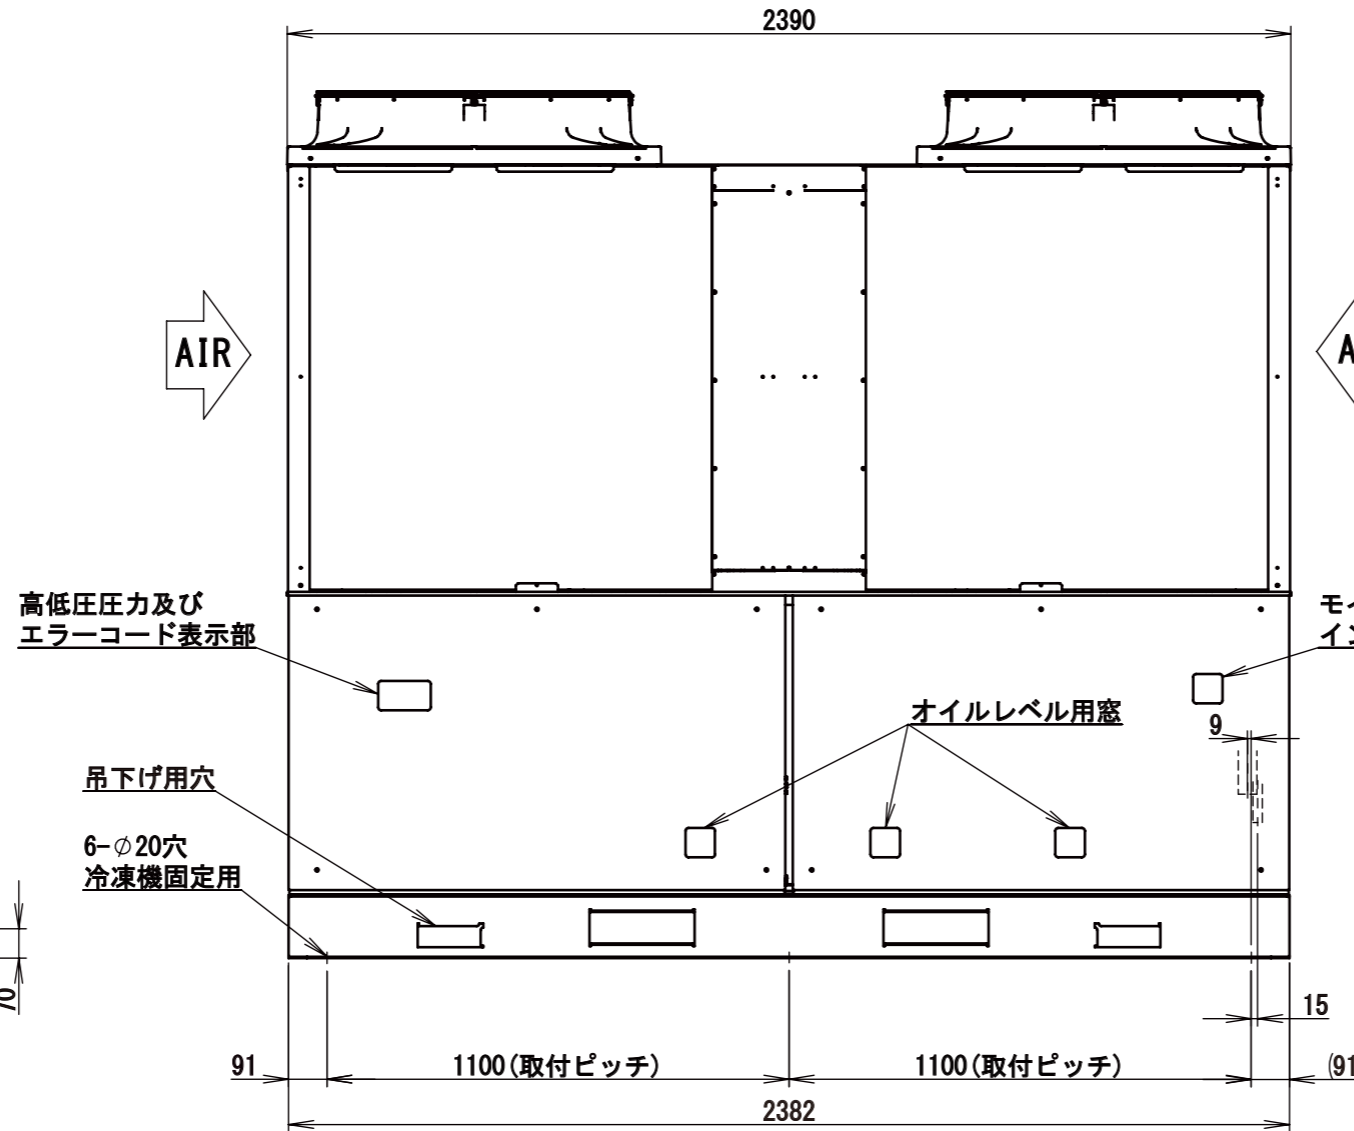 2390
AIR
高低圧圧力及び
エラーコード表示部
オイルレベル用窓
9
吊下げ用穴
6-φ20穴
冷凍機固定用
70
15
91
1100(取付ピッチ)
1100(取付ピッチ)
(91
2382